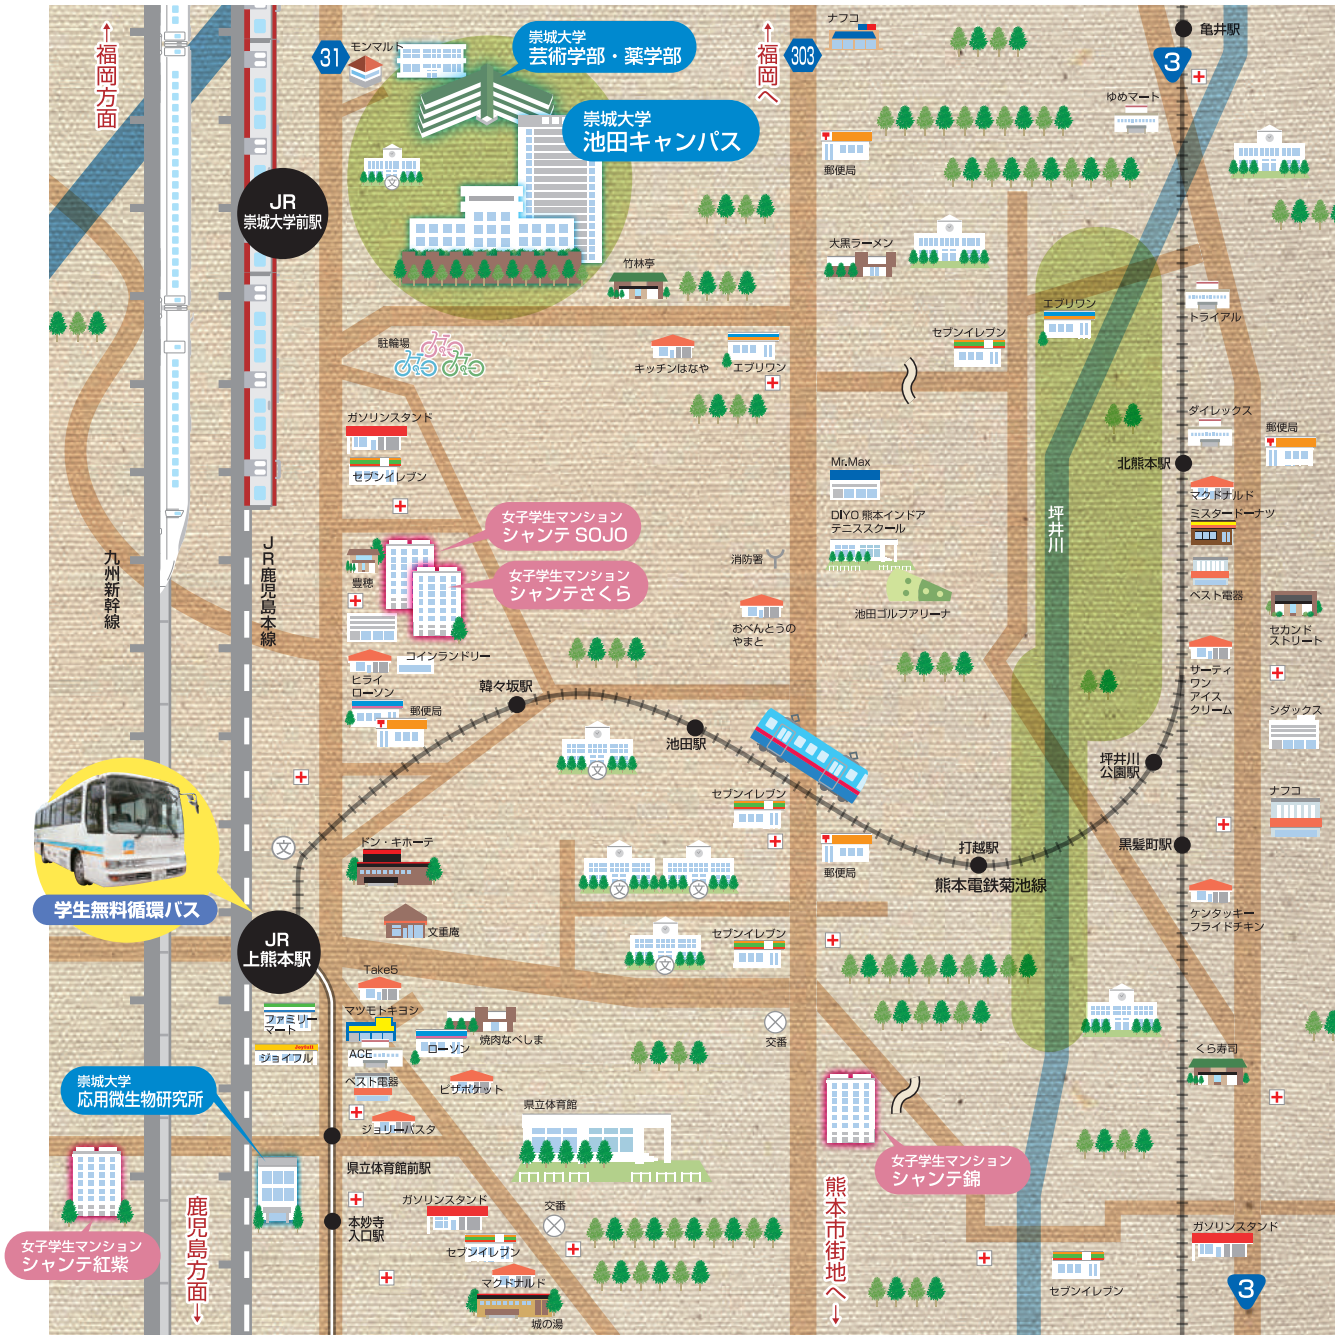 ↑福岡方面
31
モンマルト
崇城大学
芸術学部・薬学部
崇城大学
池田キャンパス
↑福岡へ
303
ナフコ
亀井駅
3
ゆめマート
郵便局
文
JR
崇城大学前駅
大黒ラーメン
竹林亭
トライアル
エブリワン
セブンイレブン
駐輪場
キッチンはなや
エブリワン
ガソリンスタンド
セブンイレブン
ダイレックス
郵便局
北熊本駅
Mr.Max
マクドナルド
ミスタードーナツ
DIYO 熊本インドア
テニススクール
坪井川
女子学生マンション
シャンテ SOJO
女子学生マンション
シャンテさくら
九州新幹線
JR鹿児島本線
豊穂
消防署
ベスト電器
池田ゴルフアリーナ
おべんとうの
やまと
セカンド
ストリート
コインランドリー
ヒライ
ローソン
郵便局
韓々坂駅
サーティ
ワン
アイス
クリーム
シダックス
池田駅
文
坪井川
公園駅
セブンイレブン
ナフコ
文
ドン・キホーテ
郵便局
打越駅
黒髪町駅
熊本電鉄菊池線
文
文
学生無料循環バス
文重庵
ケンタッキー
フライドチキン
JR
上熊本駅
セブンイレブン
文
Take5
マツモトキヨシ
ファミリー
マート
Joyfull
ジョイフル
ACE
ローソン
焼肉なべしま
交番
くら寿司
ベスト電器
ピザポケット
崇城大学
応用微生物研究所
ジョリーパスタ
県立体育館
県立体育館前駅
女子学生マンション
シャンテ錦
熊本市街地へ↓
鹿児島方面↓
ガソリンスタンド
交番
本妙寺
入口駅
女子学生マンション
シャンテ紅紫
セブンイレブン
マクドナルド
城の湯
ガソリンスタンド
セブンイレブン
3